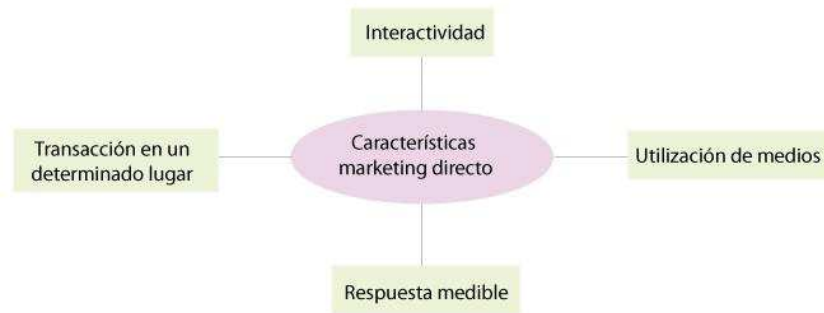 Interactividad
Transacción en un
determinado lugar
Características
marketing directo
Utilización de medios
Respuesta medible